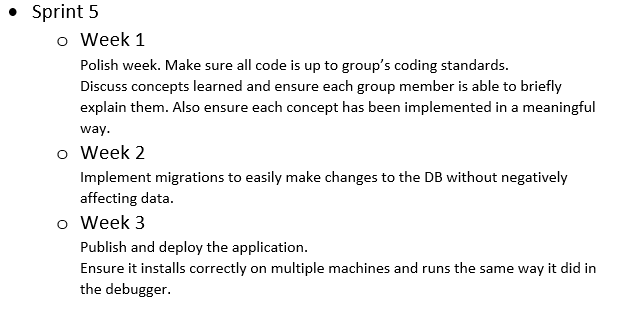 • Sprint 5
o Week 1
Polish week. Make sure all code is up to group’s coding standards.
Discuss concepts learned and ensure each group member is able to briefly
explain them. Also ensure each concept has been implemented in a meaningful
way.
o Week 2
Implement migrations to easily make changes to the DB without negatively
affecting data.
o Week 3
Publish and deploy the application.
Ensure it installs correctly on multiple machines and runs the same way it did in
the debugger.